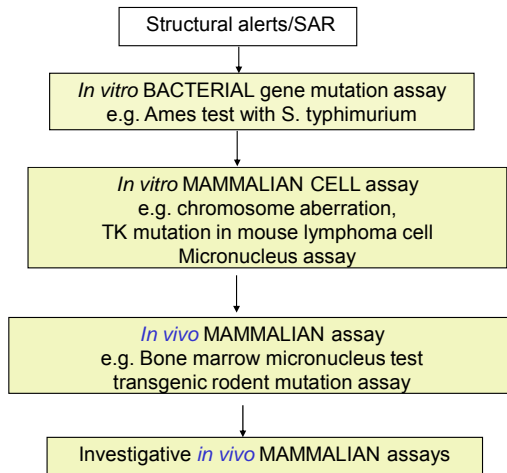 Structural alerts/SAR
In vitro BACTERIAL gene mutation assay
e.g. Ames test with S. typhimurium
In vitro MAMMALIAN CELL assay
e.g. chromosome aberration,
TK mutation in mouse lymphoma cell
Micronucleus assay
In vivo MAMMALIAN assay
e.g. Bone marrow micronucleus test
transgenic rodent mutation assay
Investigative in vivo MAMMALIAN assays